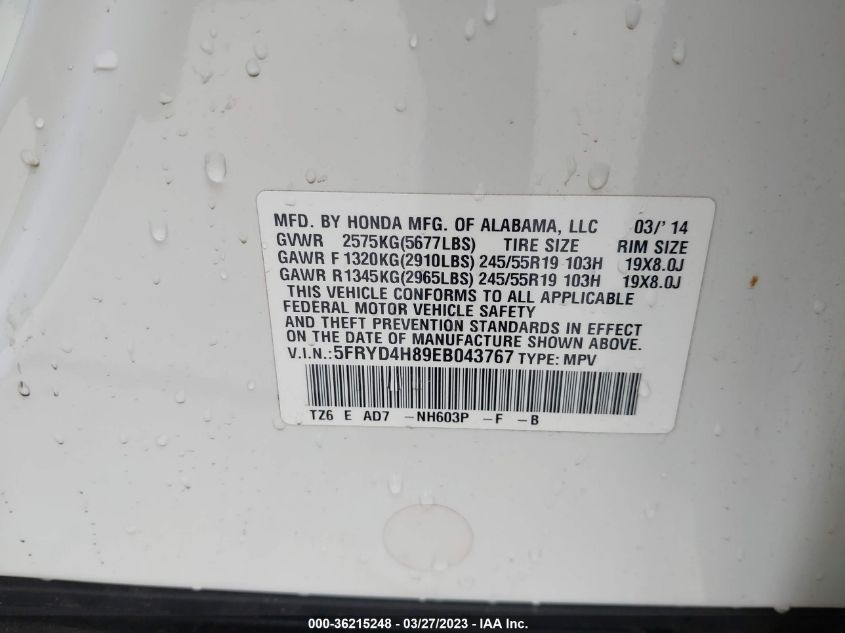 MFD. BY HONDA MFG. OF ALABAMA, LLC 03/' 14
GVWR 2575KG(5677LBS) TIRE SIZE RIM SIZE
GAWR F 1320KG(2910LBS) 245/55R19 103H 19X8.0J
GAWR R 1345KG(2965LBS) 245/55R19 103H 19X8.0J
THIS VEHICLE CONFORMS TO ALL APPLICABLE
FEDERAL MOTOR VEHICLE SAFETY
AND THEFT PREVENTION STANDARDS IN EFFECT
ON THE DATE OF MANUFACTURE SHOWN ABOVE.
V.I.N.:5FRYD4H89EB043767 TYPE: MPV
TZ6 E AD7 -NH603P -F -B
000-36215248 - 03/27/2023 - IAA Inc.